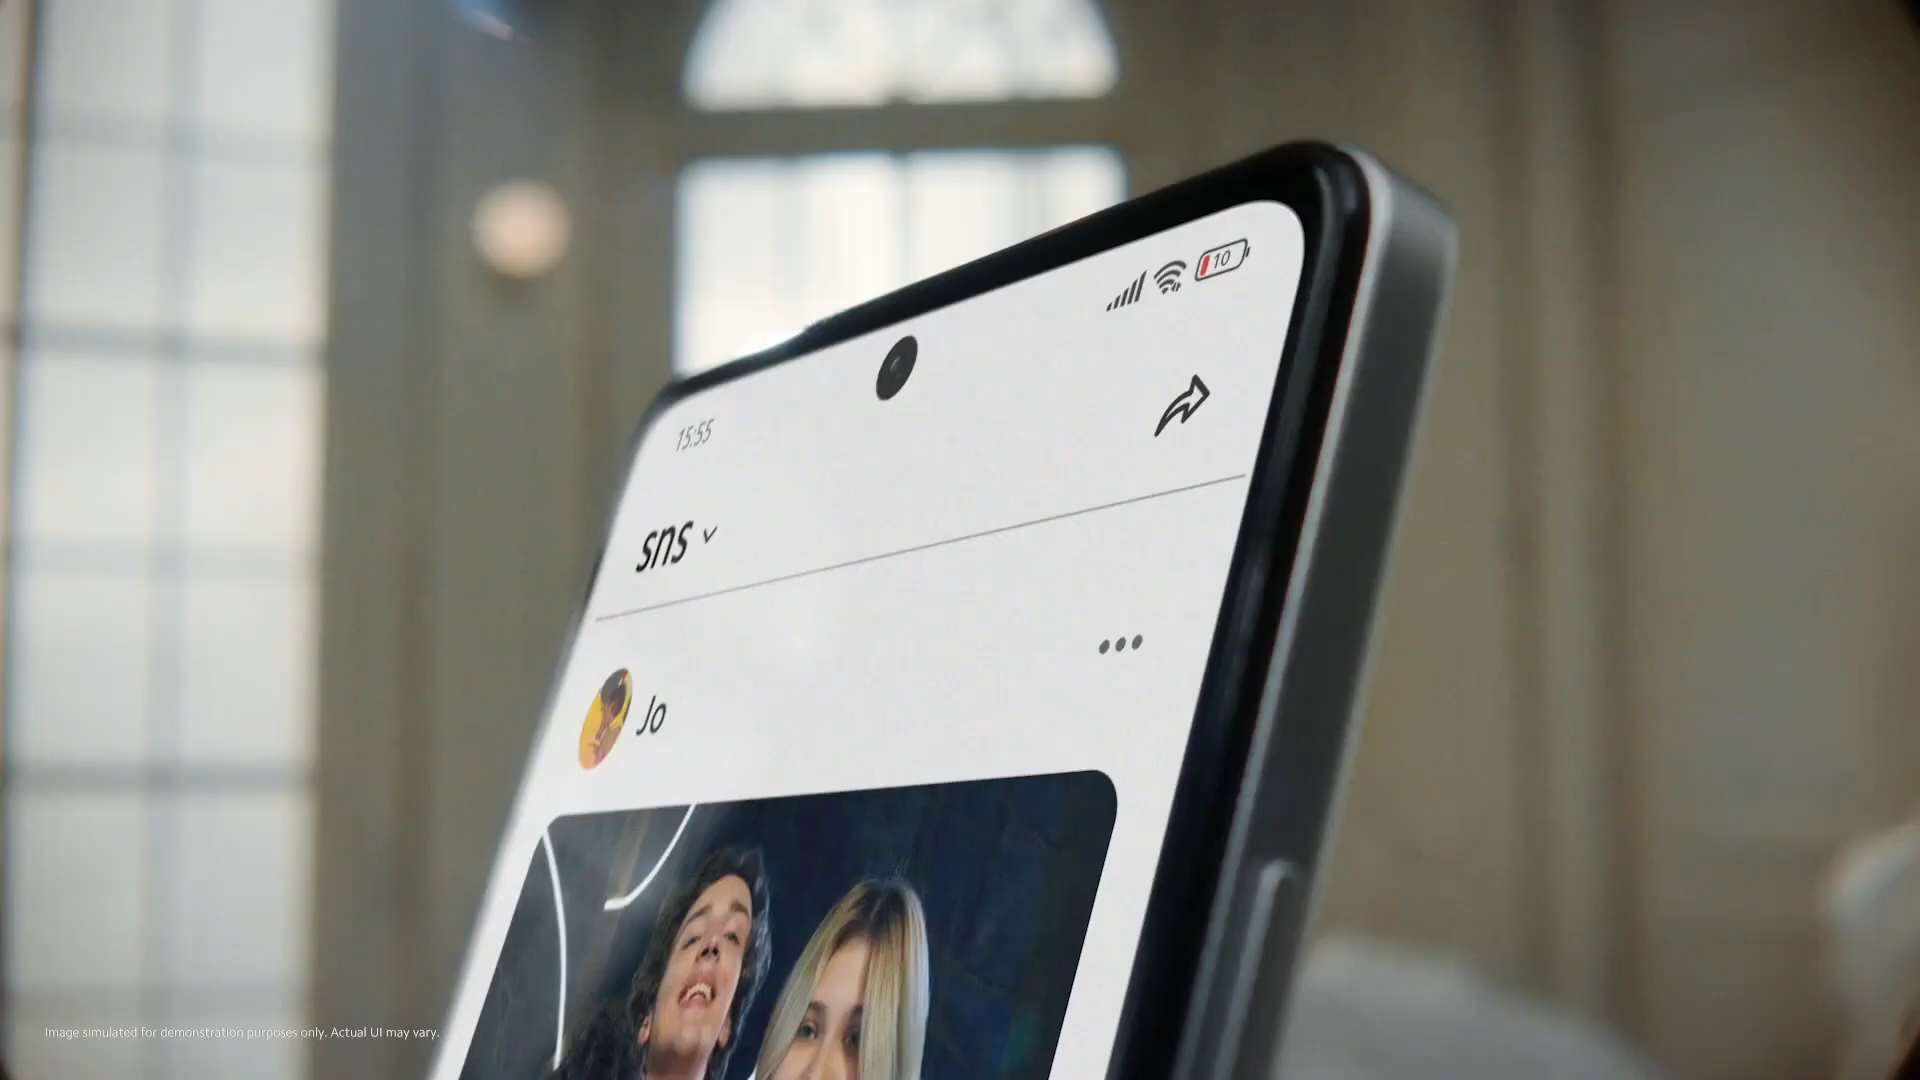 10
15:55
sns
Jo
Image simulated for demonstration purposes only. Actual UI may vary.